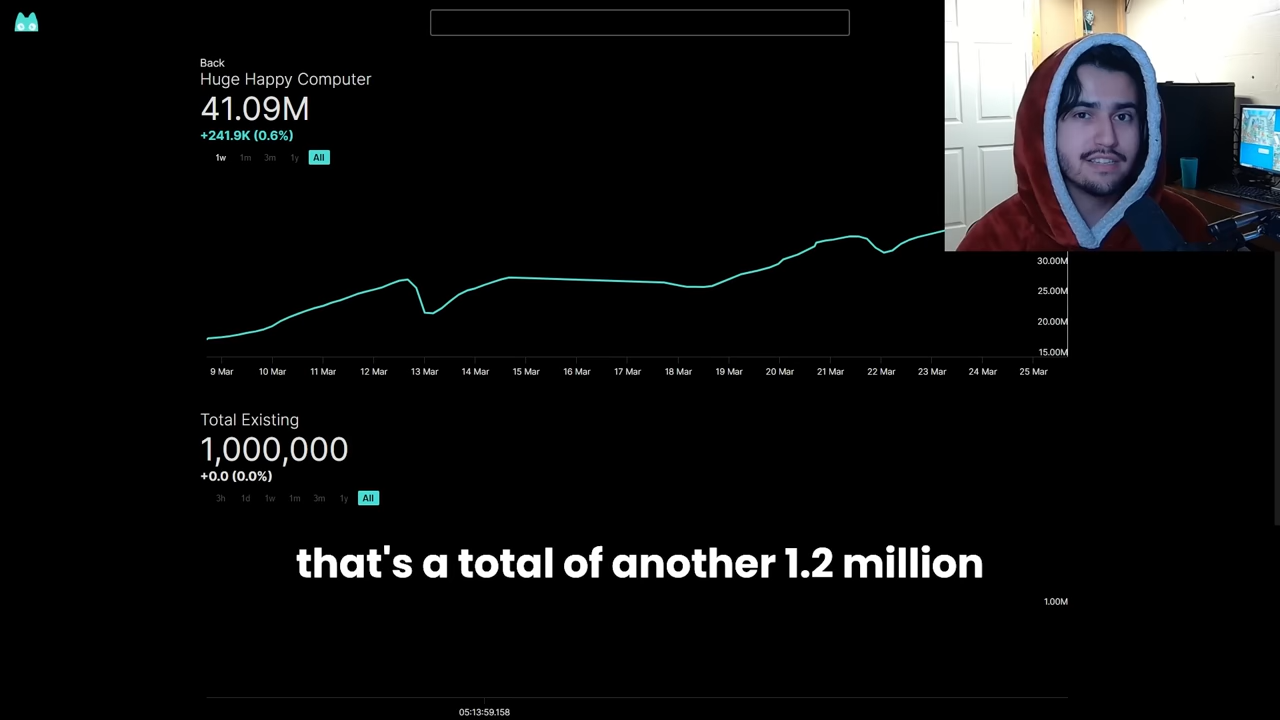 Back
Huge Happy Computer
41.09M
+241.9K (0.6%)
1w 1m 3m 1y All
30.00M
25.00M
20.00M
15.00M
9 Mar 10 Mar 11 Mar 12 Mar 13 Mar 14 Mar 15 Mar 16 Mar 17 Mar 18 Mar 19 Mar 20 Mar 21 Mar 22 Mar 23 Mar 24 Mar 25 Mar
Total Existing
1,000,000
+0.0 (0.0%)
3h 1d 1w 1m 3m 1y All
that's a total of another 1.2 million
1.00M
05:13:59.158